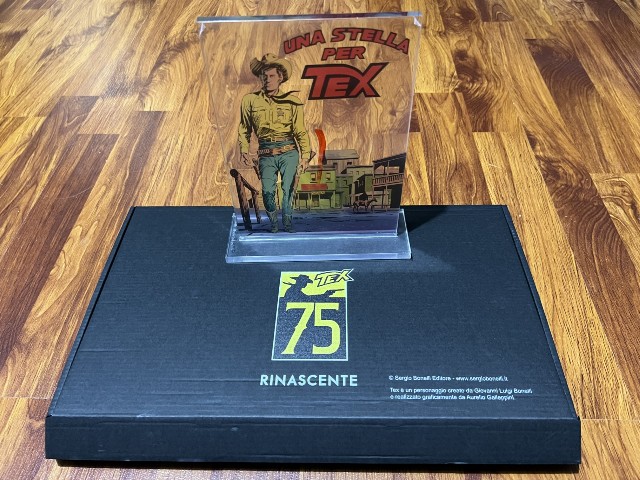 UNA STELLA
PER
TEX
TEX
75
RINASCENTE
© Sergio Bonelli Editore - www.sergiobonelli.it
Tex è un personaggio creato da Giovanni Luigi Bonelli
e realizzato graficamente da Aurelio Galleppini.